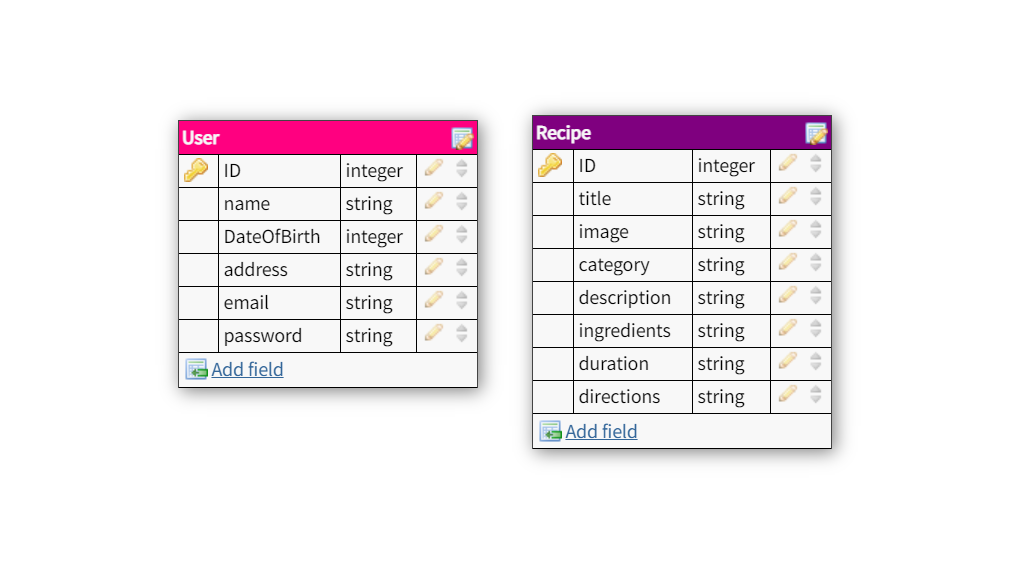 User
ID integer
name string
DateOfBirth integer
address string
email string
password string
Add field
Recipe
ID integer
title string
image string
category string
description string
ingredients string
duration string
directions string
Add field